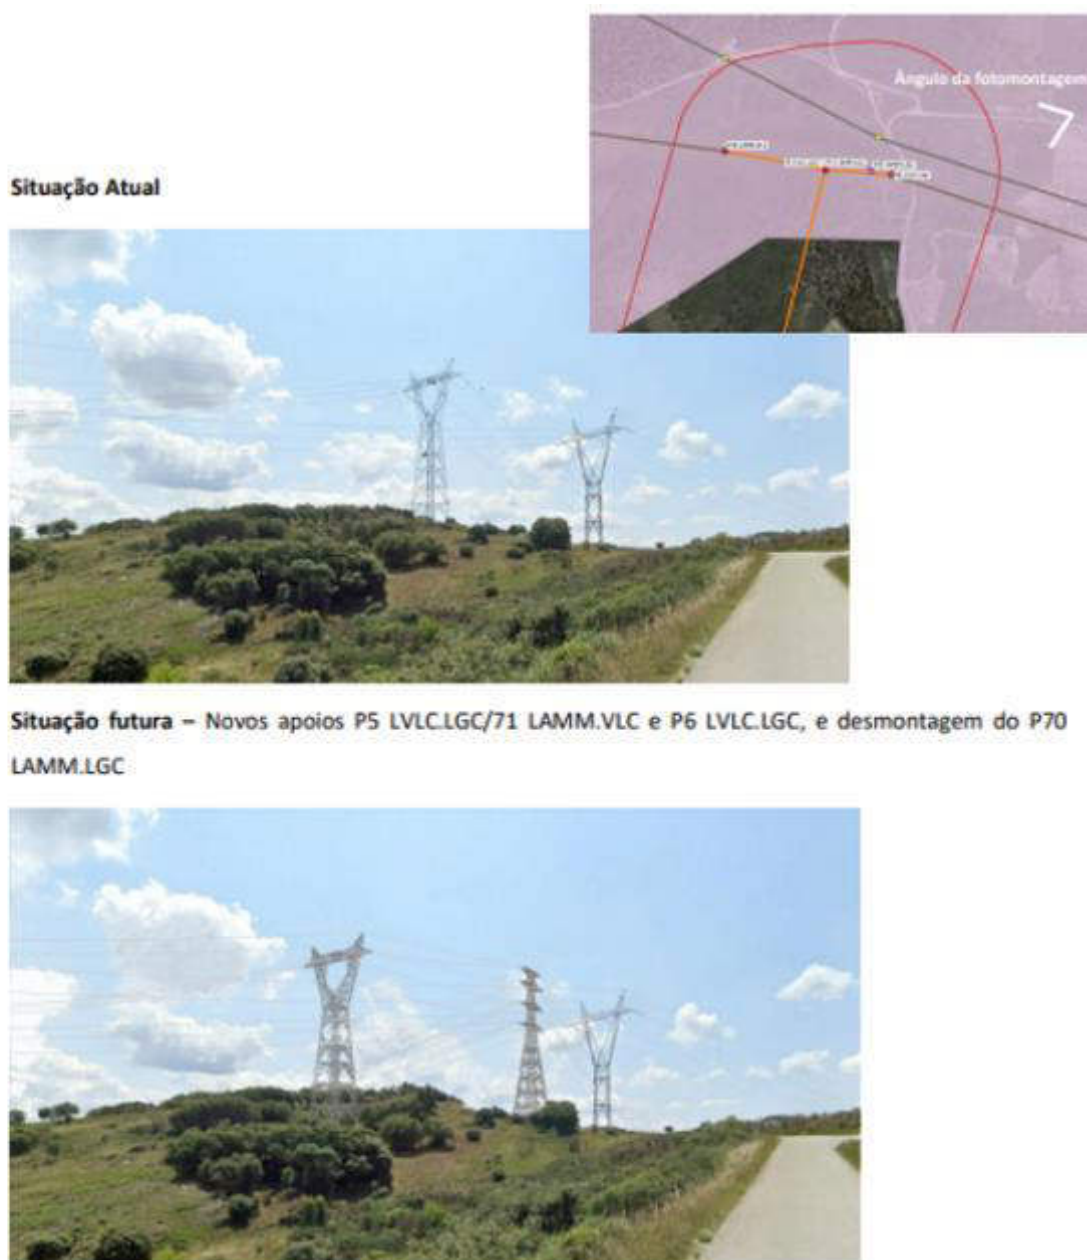 Ângulo da fotomontagem
Situação Atual
Situação futura – Novos apoios P5 LVLC.LGC/71 LAMM.VLC e P6 LVLC.LGC, e desmontagem do P70
LAMM.LGC